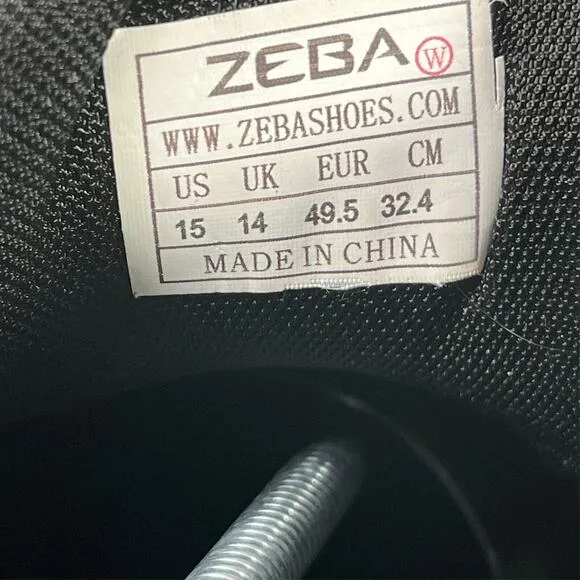 ZEBA W
WWW.ZEBASHOES.COM
US UK EUR CM
15 14 49.5 32.4
MADE IN CHINA